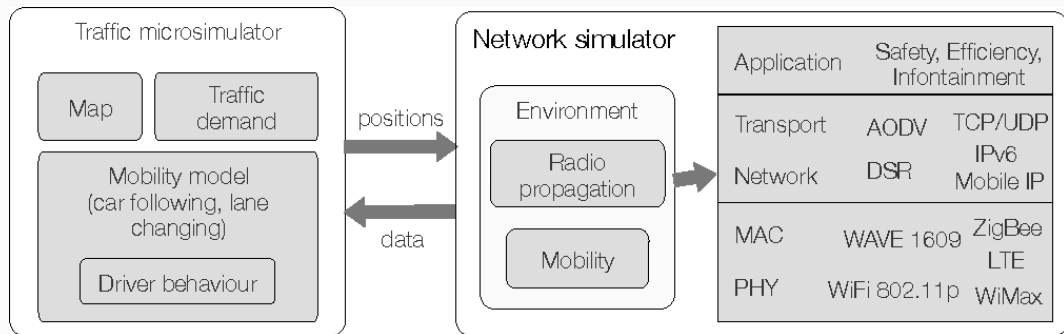 Traffic microsimulator
Map
Traffic
demand
Mobility model
(car following, lane
changing)
Driver behaviour
positions
data
Network simulator
Environment
Radio
propagation
Mobility
Application
Safety, Efficiency,
Infontainment
Transport
AODV
TCP/UDP
IPv6
Network
DSR
Mobile IP
MAC
WAVE 1609
ZigBee
LTE
PHY
WiFi 802.11p
WiMax